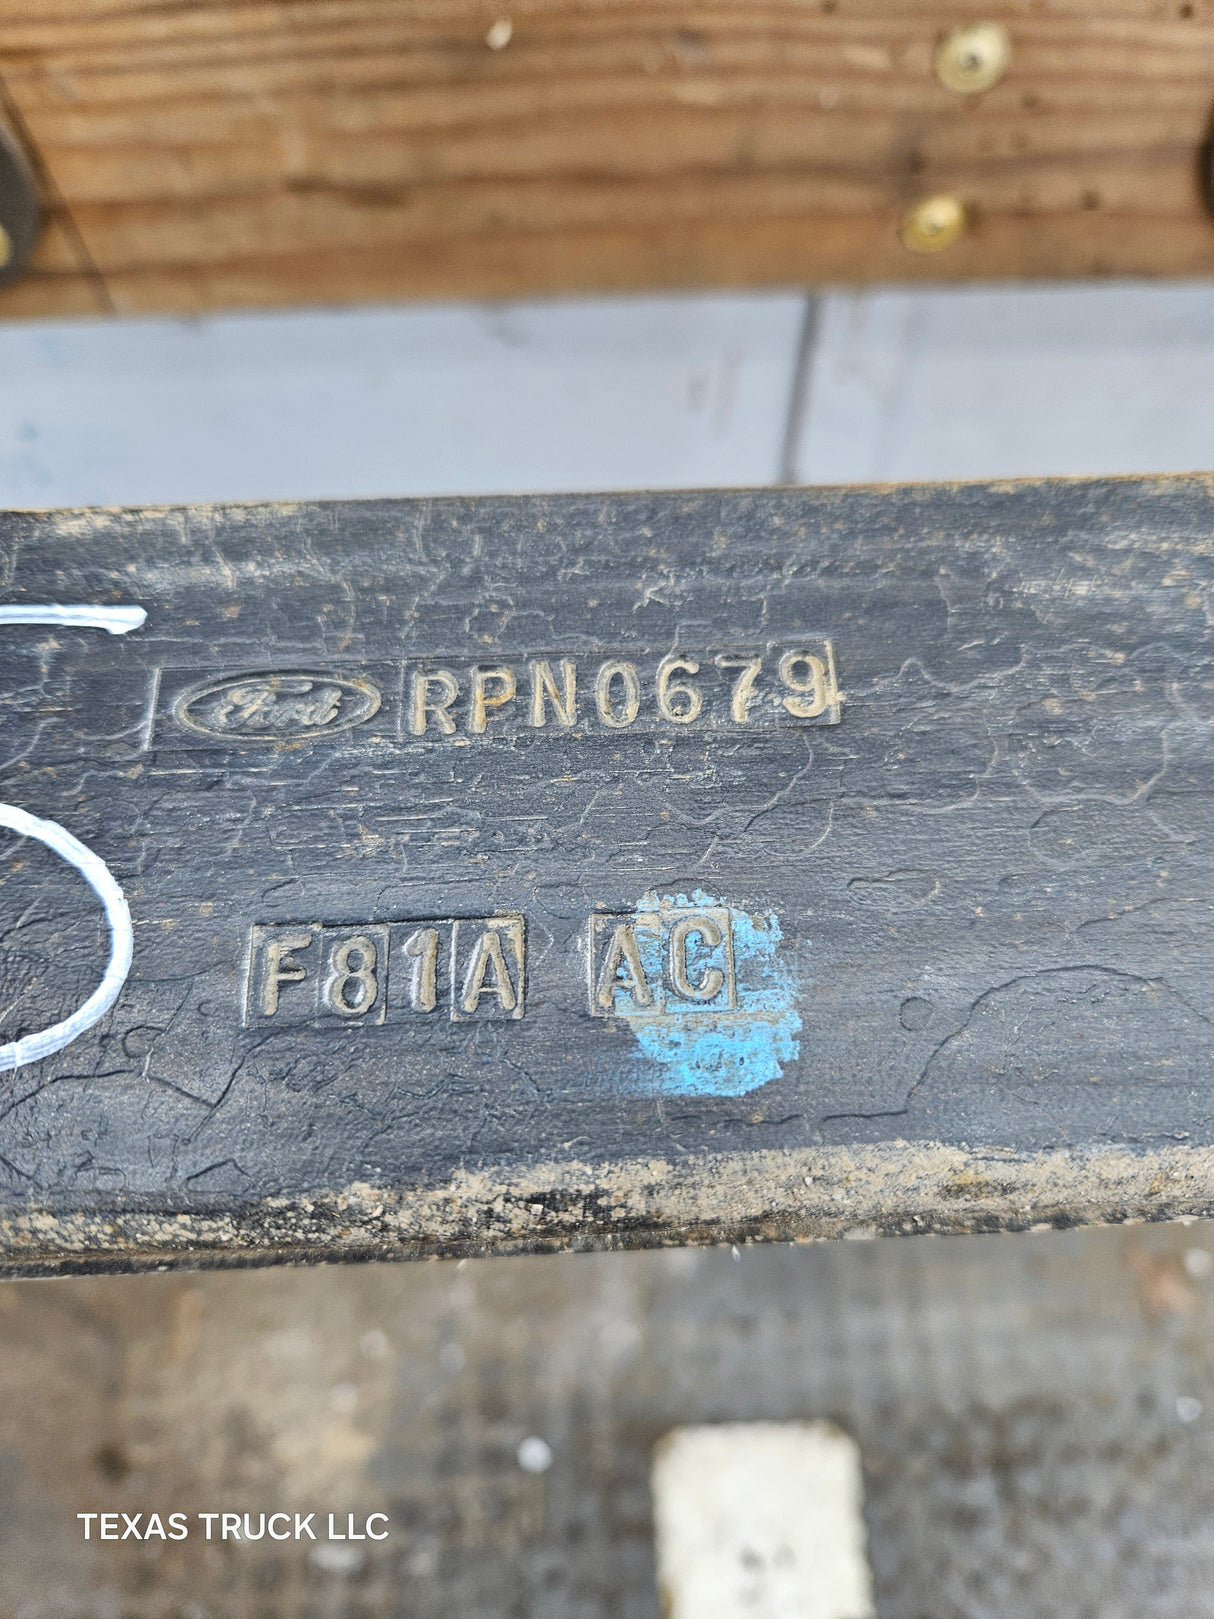 Ford RPN0679
F81A AC
TEXAS TRUCK LLC